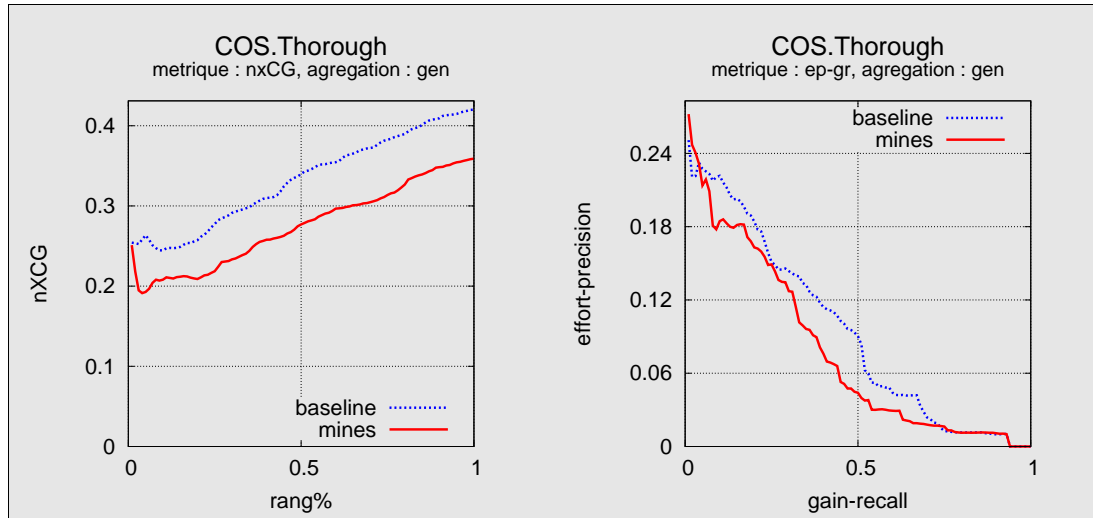 COS.Thorough
metrique : nxCG, agregation : gen
nXCG
0.4
0.3
0.2
0.1
0
0
0.5
1
rang%
baseline
mines
COS.Thorough
metrique : ep-gr, agregation : gen
effort-precision
0.24
0.18
0.12
0.06
0
0
0.5
1
gain-recall
baseline
mines